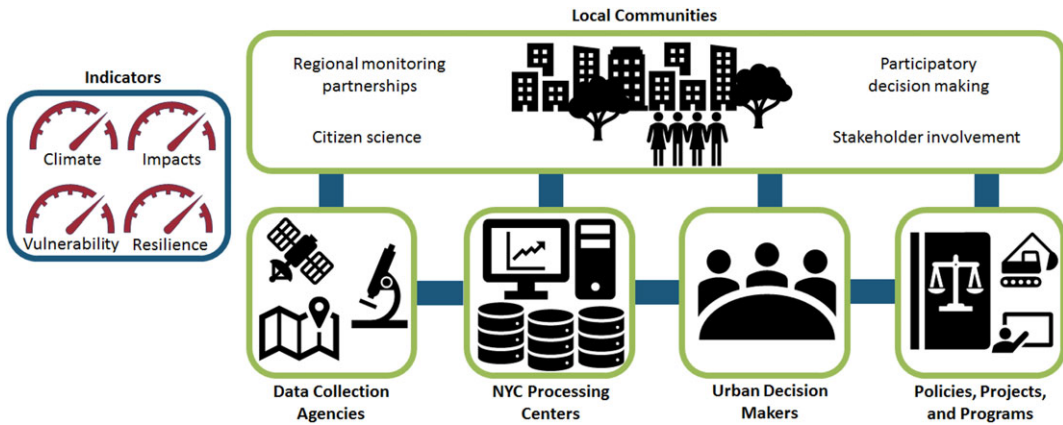 Local Communities
Indicators
Climate
Impacts
Vulnerability
Resilience
Regional monitoring
partnerships
Citizen science
Participatory
decision making
Stakeholder involvement
Data Collection
Agencies
NYC Processing
Centers
Urban Decision
Makers
Policies, Projects,
and Programs